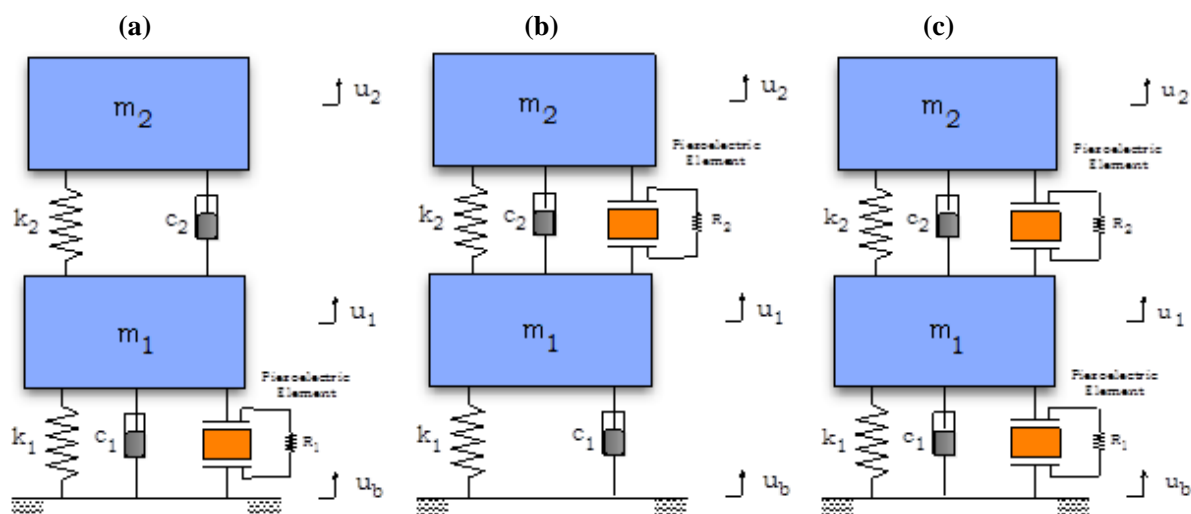 (a)
m2
u2
k2
c2
m1
u1
Piezoelectric
Element
k1
c1
R1
ub
(b)
m2
u2
Piezoelectric
Element
k2
c2
R2
m1
u1
k1
c1
ub
(c)
m2
u2
Piezoelectric
Element
k2
c2
R2
m1
u1
Piezoelectric
Element
k1
c1
R1
ub